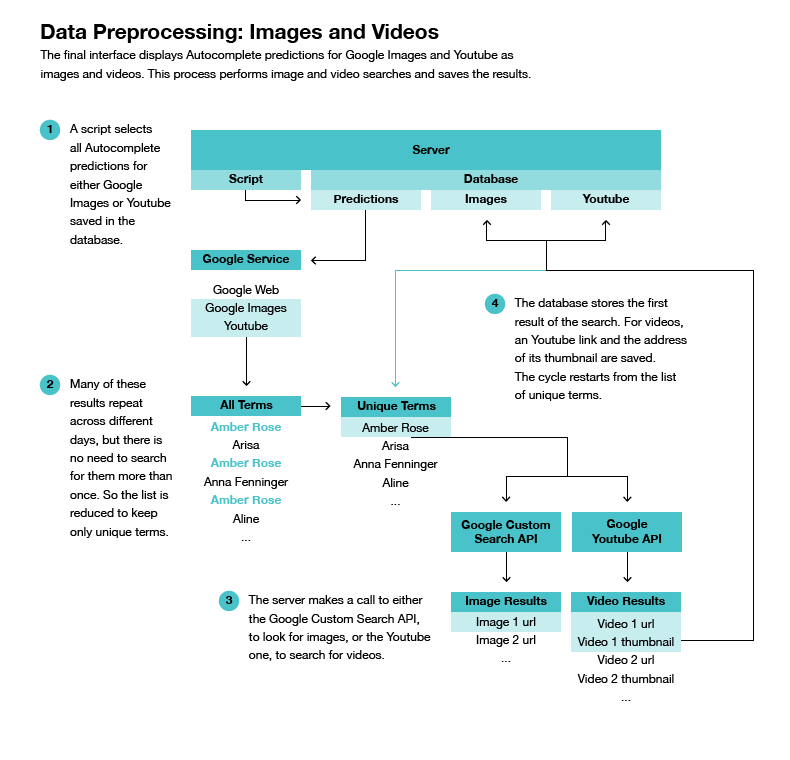 Data Preprocessing: Images and Videos
The final interface displays Autocomplete predictions for Google Images and Youtube as
images and videos. This process performs image and video searches and saves the results.
1
A script selects
all Autocomplete
predictions for
either Google
Images or Youtube
saved in the
database.
Server
Script
Database
Predictions
Images
Youtube
Google Service
Google Web
Google Images
Youtube
4
The database stores the first
result of the search. For videos,
an Youtube link and the address
of its thumbnail are saved.
The cycle restarts from the list
of unique terms.
2
Many of these
results repeat
across different
days, but there is
no need to search
for them more than
once. So the list is
reduced to keep
only unique terms.
All Terms
Amber Rose
Arisa
Amber Rose
Anna Fenninger
Amber Rose
Aline
...
Unique Terms
Amber Rose
Arisa
Anna Fenninger
Aline
...
Google Custom
Search API
Google
Youtube API
3
The server makes a call to either
the Google Custom Search API,
to look for images, or the Youtube
one, to search for videos.
Image Results
Image 1 url
Image 2 url
...
Video Results
Video 1 url
Video 1 thumbnail
Video 2 url
Video 2 thumbnail
...